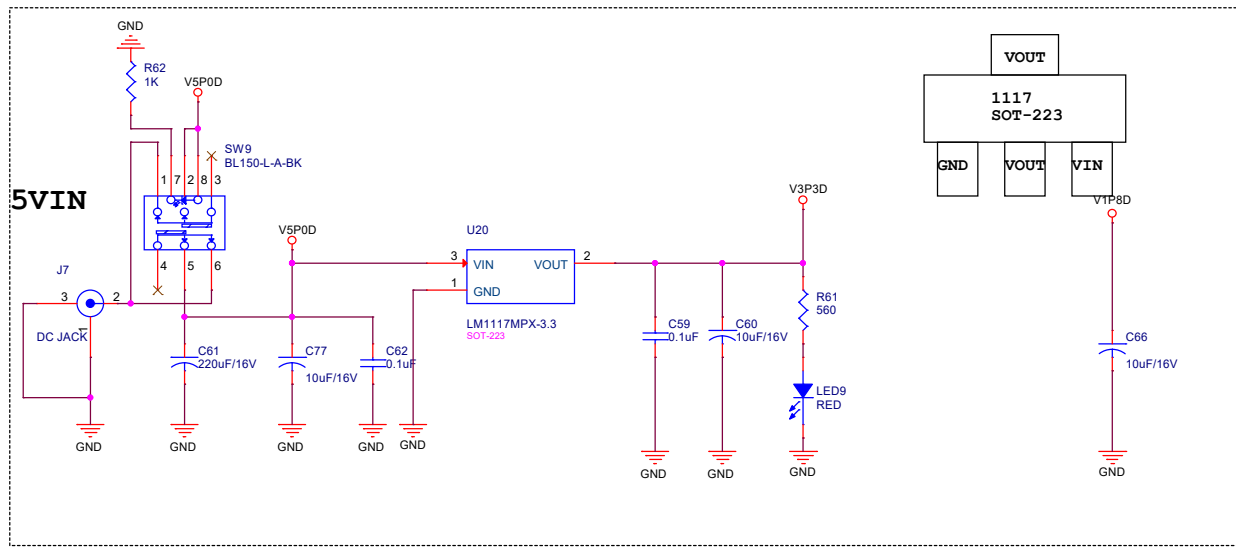 GND
R62
1K
V5P0D
SW9
BL150-L-A-BK
1
7
2
8
3
5VIN
4
5
6
J7
3
2
1
DC JACK
GND
C61
220uF/16V
GND
V5P0D
C77
10uF/16V
GND
C62
0.1uF
GND
U20
3
VIN
VOUT
2
1
GND
LM1117MPX-3.3
SOT-223
GND
C59
0.1uF
GND
C60
10uF/16V
GND
V3P3D
R61
560
LED9
RED
GND
VOUT
1117
SOT-223
GND
VOUT
VIN
V1P8D
C66
10uF/16V
GND